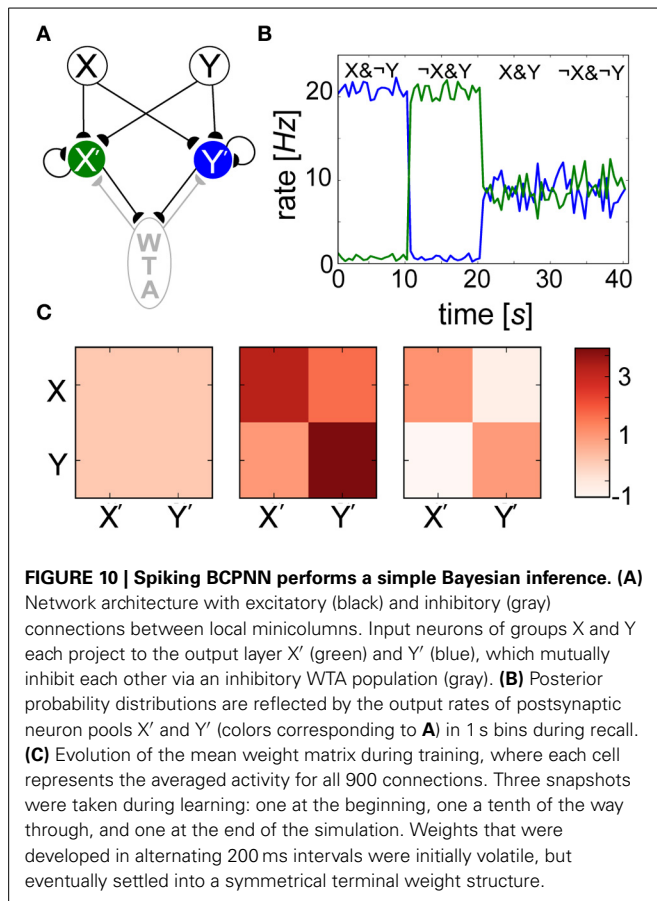 A
B
X
Y
X'
Y'
W
T
A
X&¬Y
¬X&Y
X&Y
¬X&¬Y
20
10
0
rate [Hz]
0
10
20
30
40
time [s]
C
X
Y
X'
Y'
X'
Y'
X'
Y'
3
1
-1
FIGURE 10 | Spiking BCPNN performs a simple Bayesian inference. (A)
Network architecture with excitatory (black) and inhibitory (gray)
connections between local minicolumns. Input neurons of groups X and Y
each project to the output layer X′ (green) and Y′ (blue), which mutually
inhibit each other via an inhibitory WTA population (gray). (B) Posterior
probability distributions are reflected by the output rates of postsynaptic
neuron pools X′ and Y′ (colors corresponding to A) in 1 s bins during recall.
(C) Evolution of the mean weight matrix during training, where each cell
represents the averaged activity for all 900 connections. Three snapshots
were taken during learning: one at the beginning, one a tenth of the way
through, and one at the end of the simulation. Weights that were
developed in alternating 200 ms intervals were initially volatile, but
eventually settled into a symmetrical terminal weight structure.